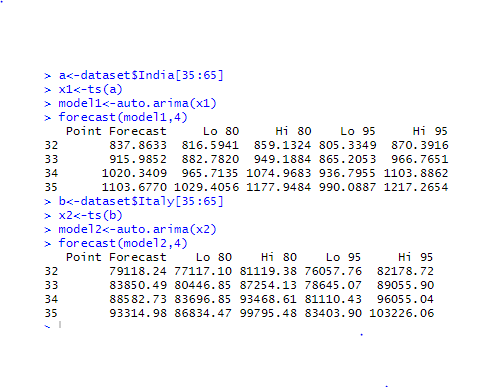 > a<-dataset$India[35:65]
> x1<-ts(a)
> model1<-auto.arima(x1)
> forecast(model1,4)
Point Forecast Lo 80 Hi 80 Lo 95 Hi 95
32 837.8633 816.5941 859.1324 805.3349 870.3916
33 915.9852 882.7820 949.1884 865.2053 966.7651
34 1020.3409 965.7135 1074.9683 936.7955 1103.8862
35 1103.6770 1029.4056 1177.9484 990.0887 1217.2654
> b<-dataset$Italy[35:65]
> x2<-ts(b)
> model2<-auto.arima(x2)
> forecast(model2,4)
Point Forecast Lo 80 Hi 80 Lo 95 Hi 95
32 79118.24 77117.10 81119.38 76057.76 82178.72
33 83850.49 80446.85 87254.13 78645.07 89055.90
34 88582.73 83696.85 93468.61 81110.43 96055.04
35 93314.98 86834.47 99795.48 83403.90 103226.06
>